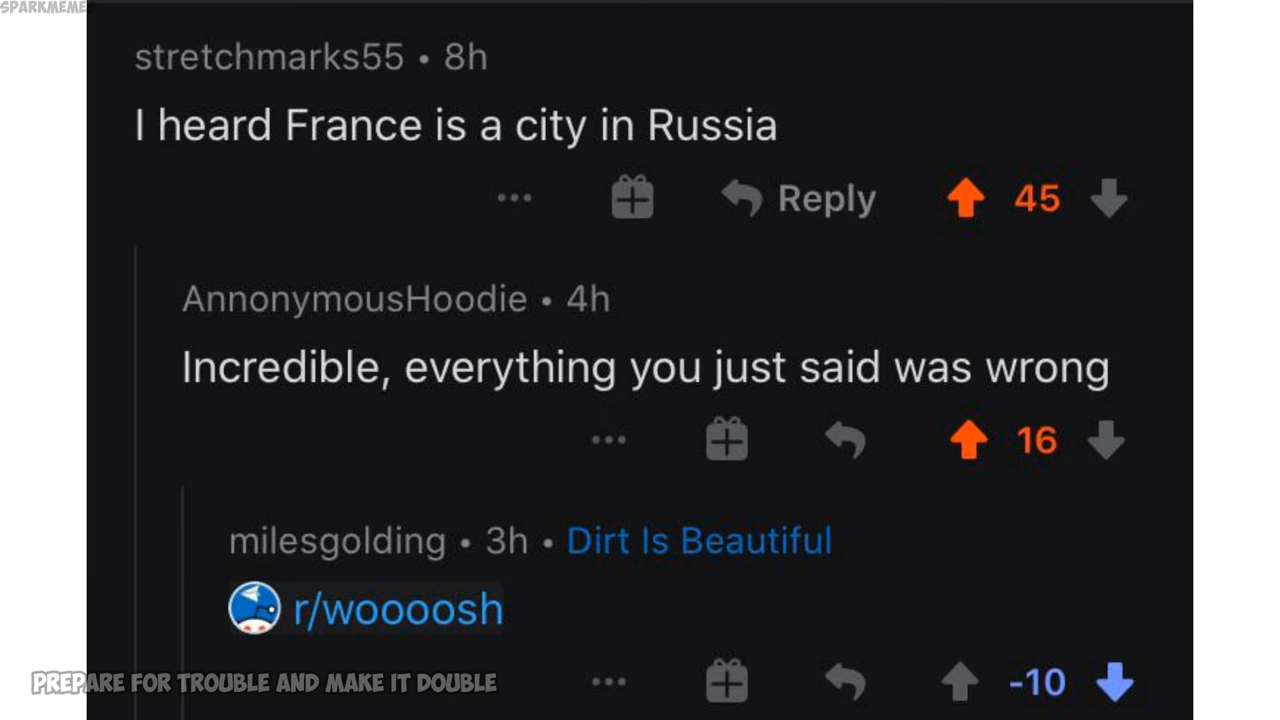 SPARKMEME
stretchmarks55 • 8h
I heard France is a city in Russia
Reply 45
AnnonymousHoodie • 4h
Incredible, everything you just said was wrong
16
milesgolding • 3h • Dirt Is Beautiful
r/woooosh
PREPARE FOR TROUBLE AND MAKE IT DOUBLE
-10